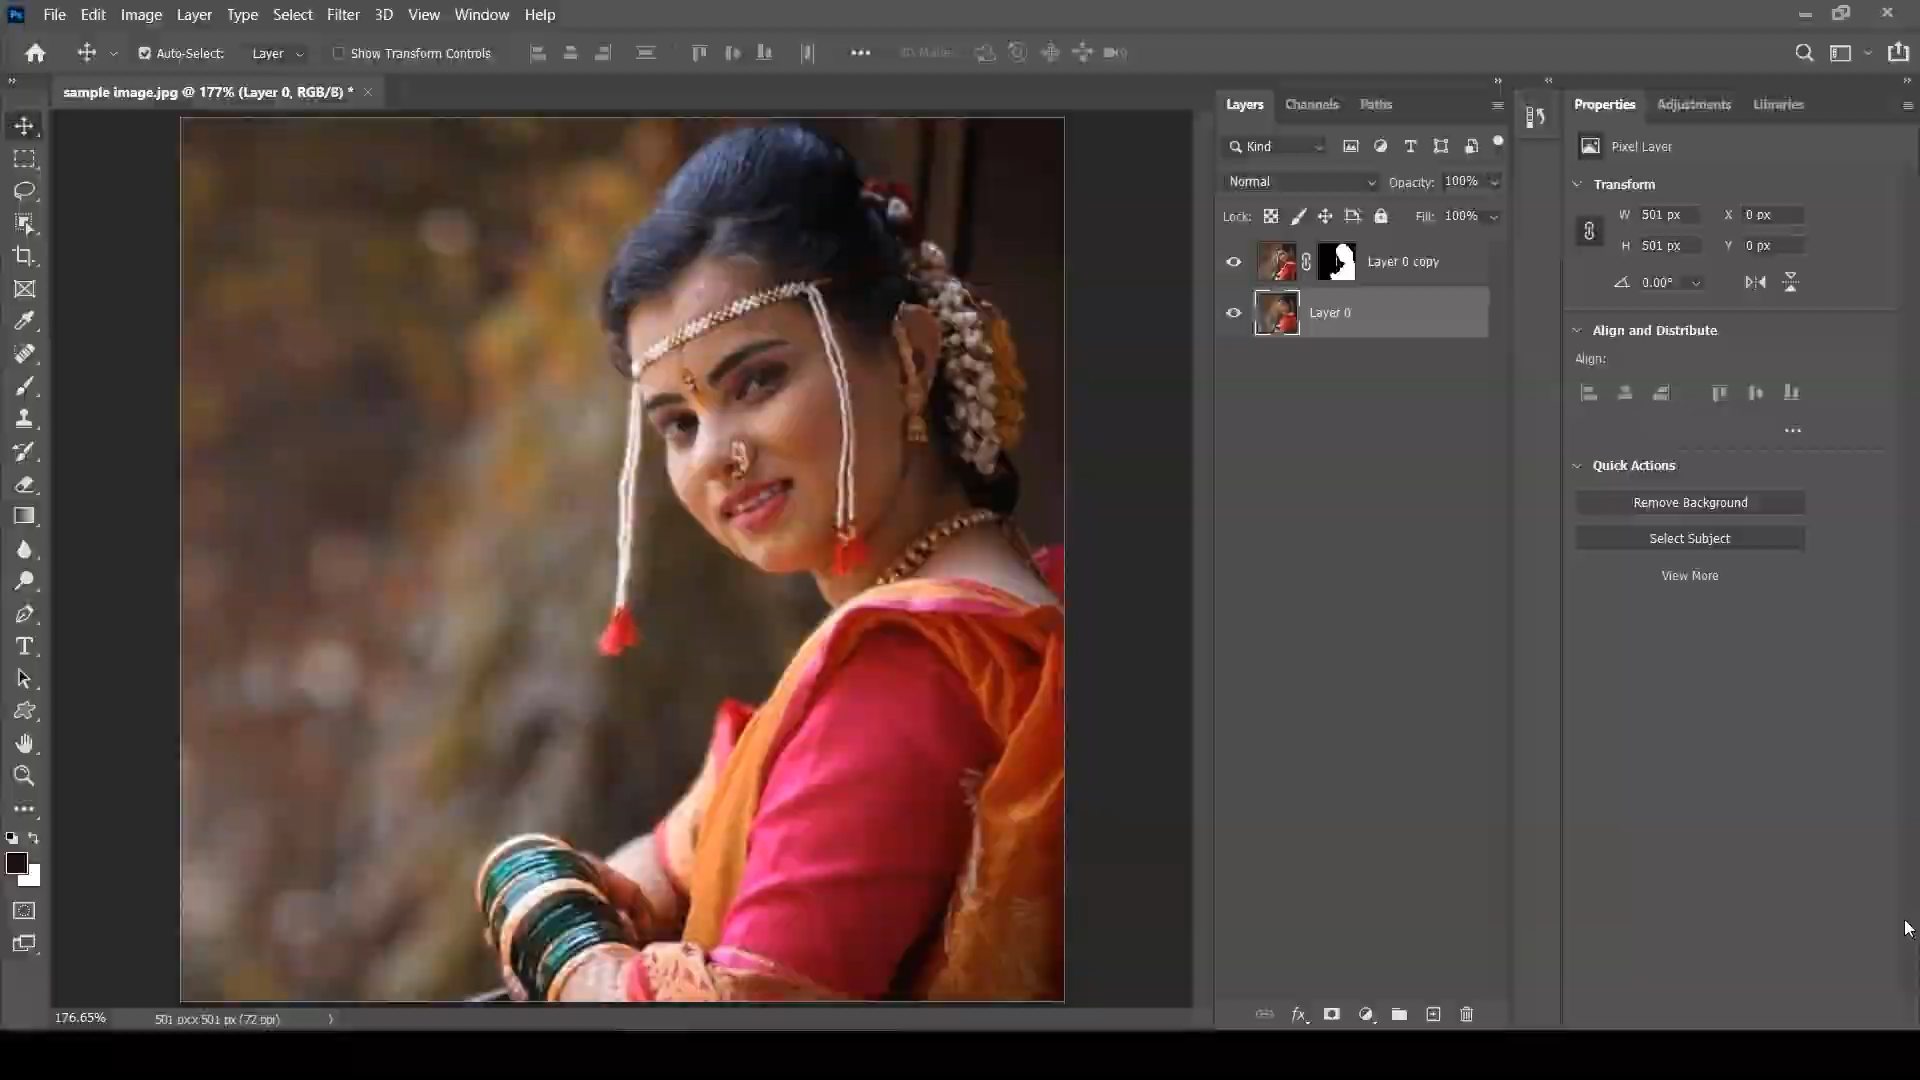 Ps File Edit Image Layer Type Select Filter 3D View Window Help
Auto-Select: Layer Show Transform Controls
sample image.jpg @ 177% (Layer 0, RGB/8) *
Layers Channels Paths
Kind
Normal Opacity: 100%
Lock: Fill: 100%
Layer 0 copy
Layer 0
Properties Adjustments Libraries
Pixel Layer
Transform
W 501 px X 0 px
H 501 px Y 0 px
0.00°
Align and Distribute
Align:
Quick Actions
Remove Background
Select Subject
View More
176.65% 501 px x 501 px (72 ppi)
fx